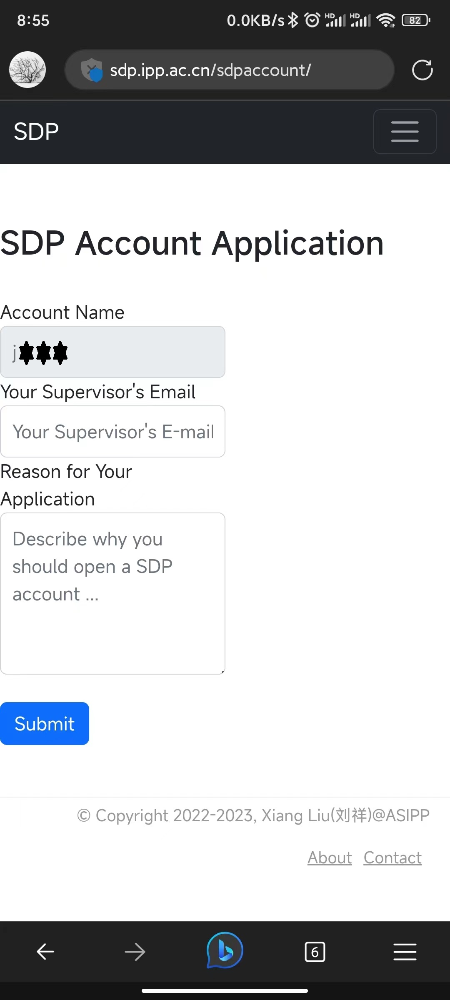 8:55
0.0KB/s HD HD 82
sdp.ipp.ac.cn/sdpaccount/
SDP
SDP Account Application
Account Name
j
Your Supervisor's Email
Your Supervisor's E-mail
Reason for Your
Application
Describe why you
should open a SDP
account ...
Submit
© Copyright 2022-2023, Xiang Liu(刘祥)@ASIPP
About Contact
6